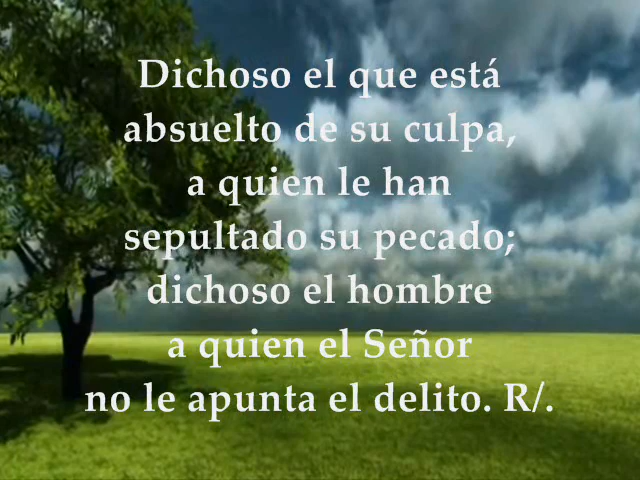 Dichoso el que está
absuelto de su culpa,
a quien le han
sepultado su pecado;
dichoso el hombre
a quien el Señor
no le apunta el delito. R/.